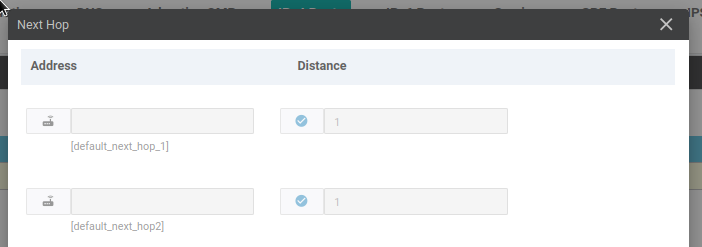 Next Hop
Address Distance
1
[default_next_hop_1]
1
[default_next_hop2]